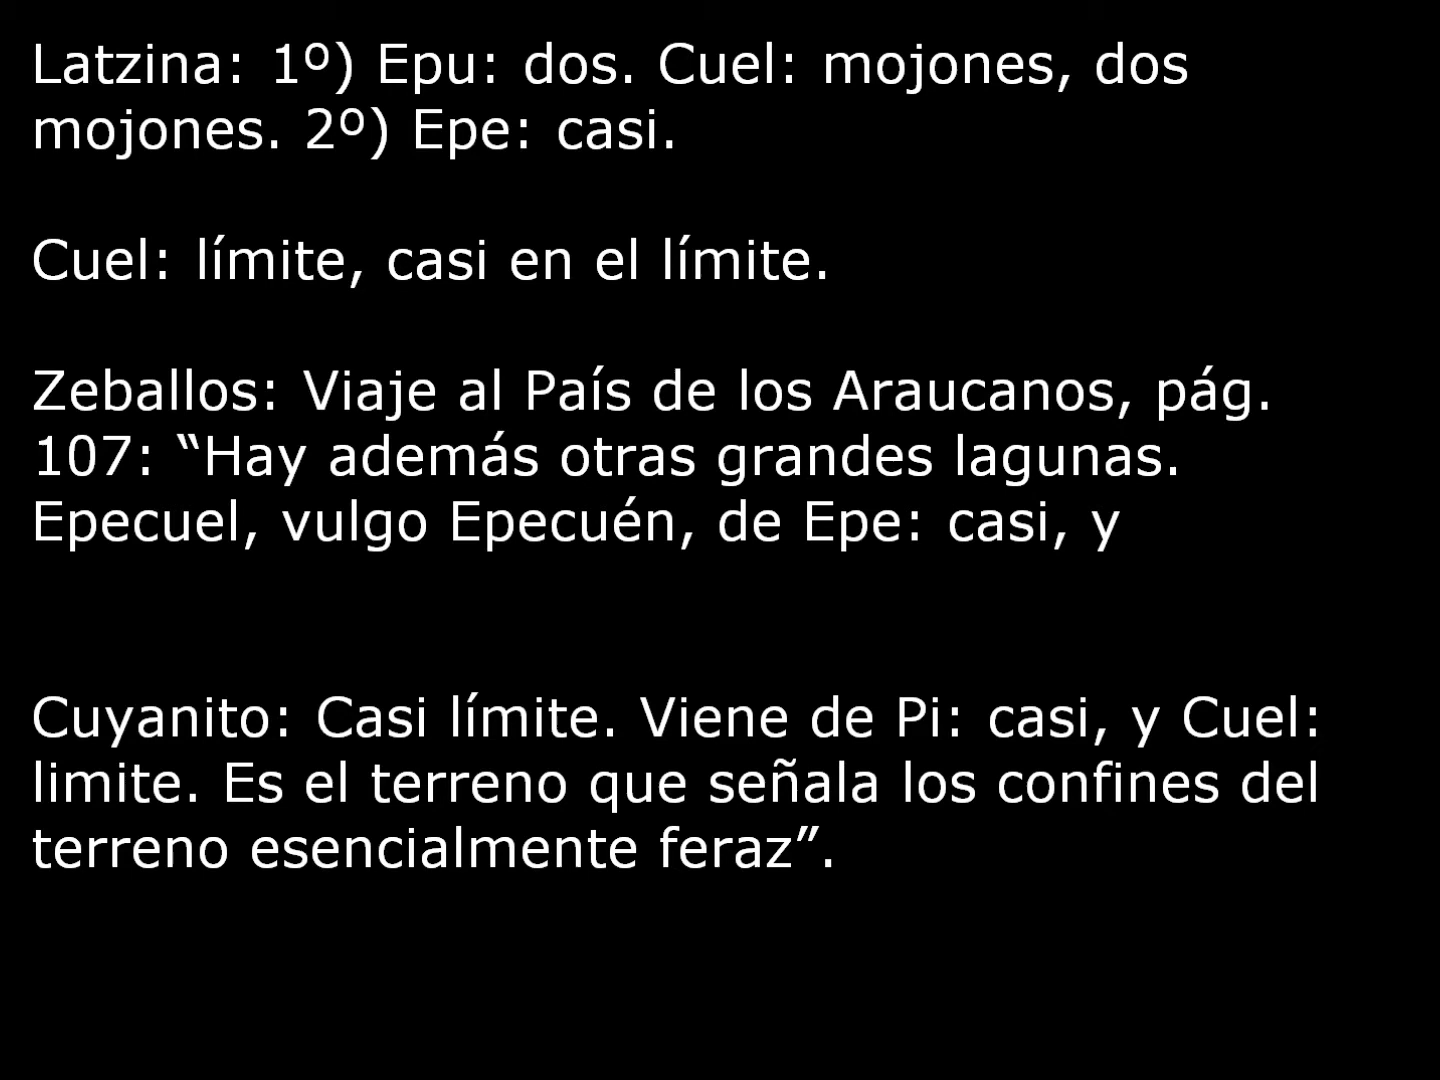 Latzina: 1º) Epu: dos. Cuel: mojones, dos
mojones. 2º) Epe: casi.
Cuel: límite, casi en el límite.
Zeballos: Viaje al País de los Araucanos, pág.
107: “Hay además otras grandes lagunas.
Epecuel, vulgo Epecuén, de Epe: casi, y
Cuyanito: Casi límite. Viene de Pi: casi, y Cuel:
limite. Es el terreno que señala los confines del
terreno esencialmente feraz”.